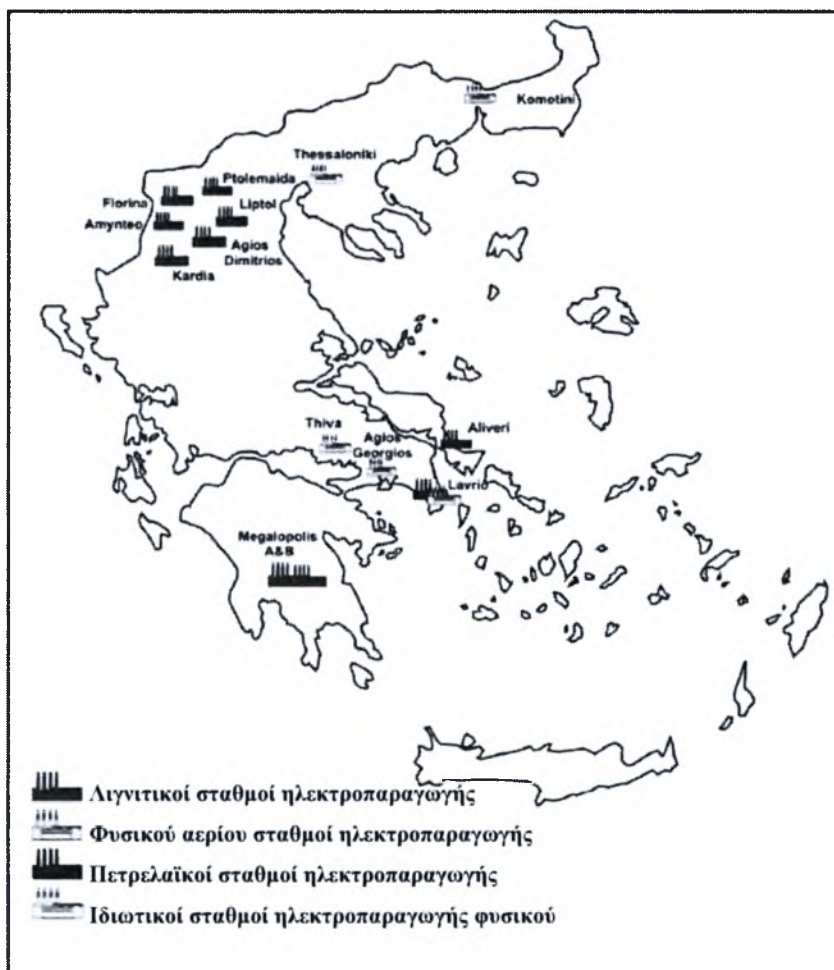 Komotini
Thessaloniki
Ptolemaida
Florina
Liptol
Amynteo
Agios
Dimitrios
Kardia
Thiva
Agios
Georgios
Aliveri
Lavrio
Megalopolis
A&B
Λιγνιτικοί σταθμοί ηλεκτροπαραγωγής
Φυσικού αερίου σταθμοί ηλεκτροπαραγωγής
Πετρελαϊκοί σταθμοί ηλεκτροπαραγωγής
Ιδιωτικοί σταθμοί ηλεκτροπαραγωγής φυσικού